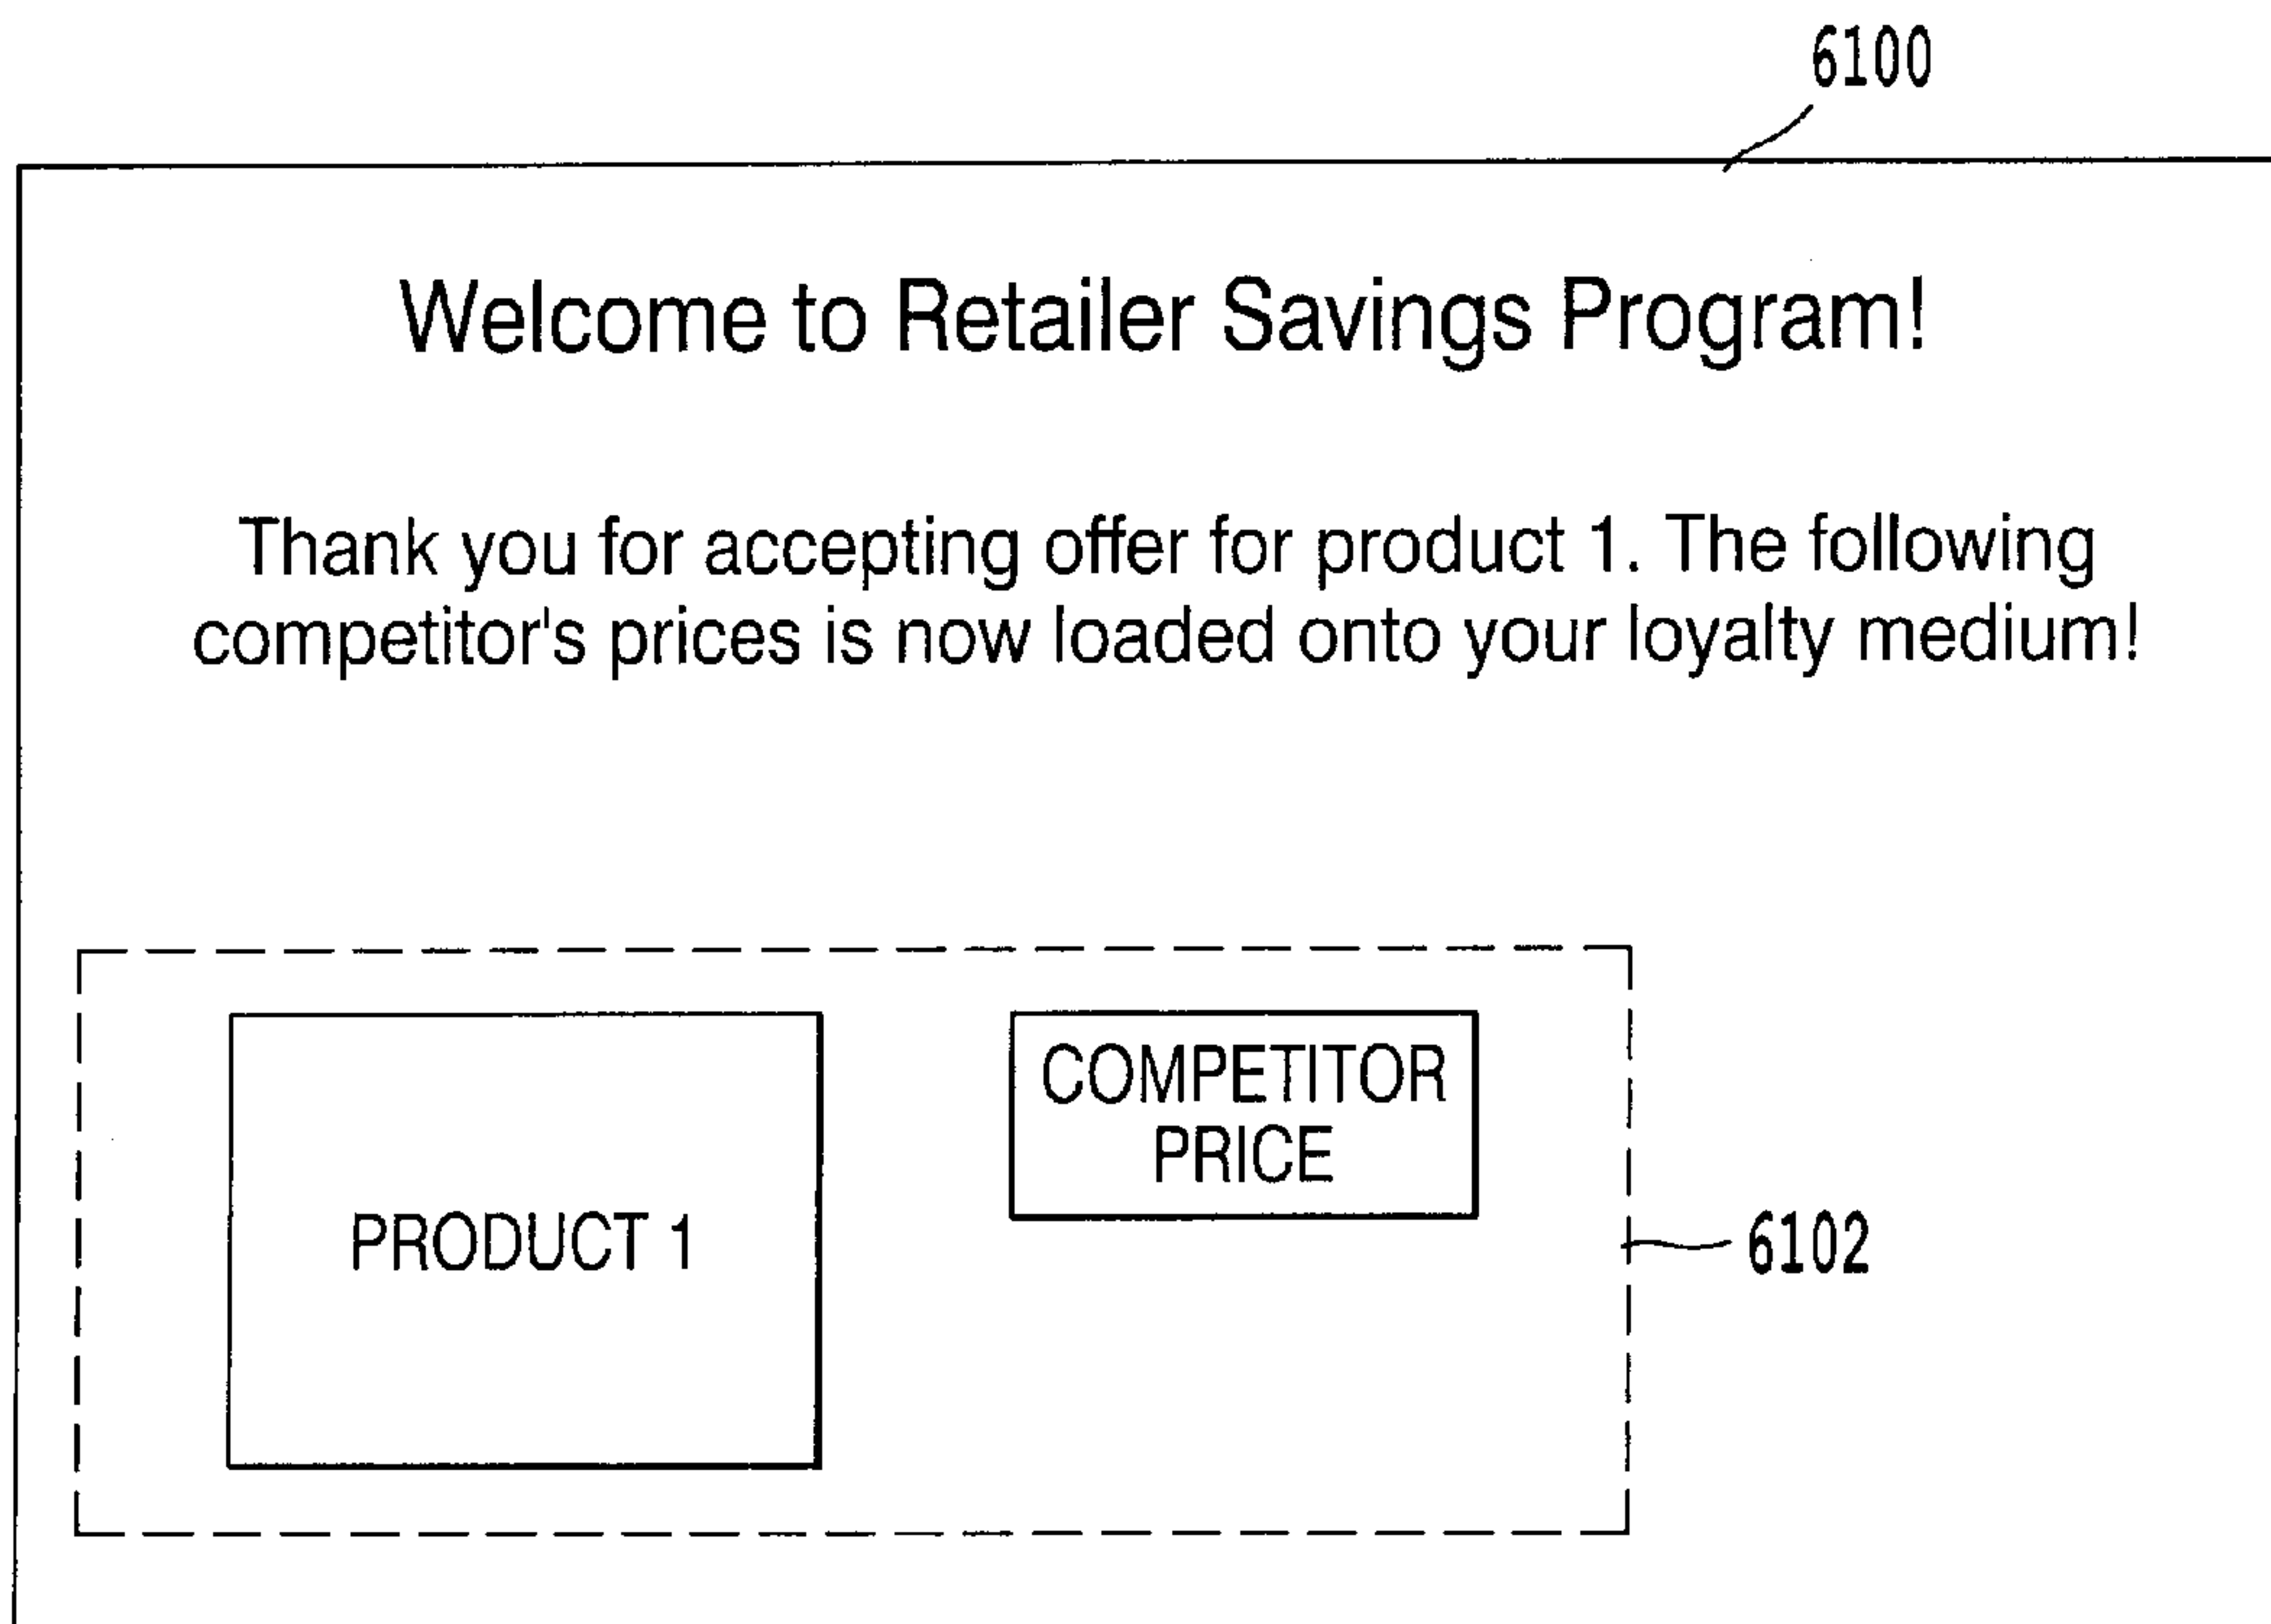 6100
Welcome to Retailer Savings Program!
Thank you for accepting offer for product 1. The following
competitor's prices is now loaded onto your loyalty medium!
COMPETITOR
PRICE
PRODUCT 1
6102